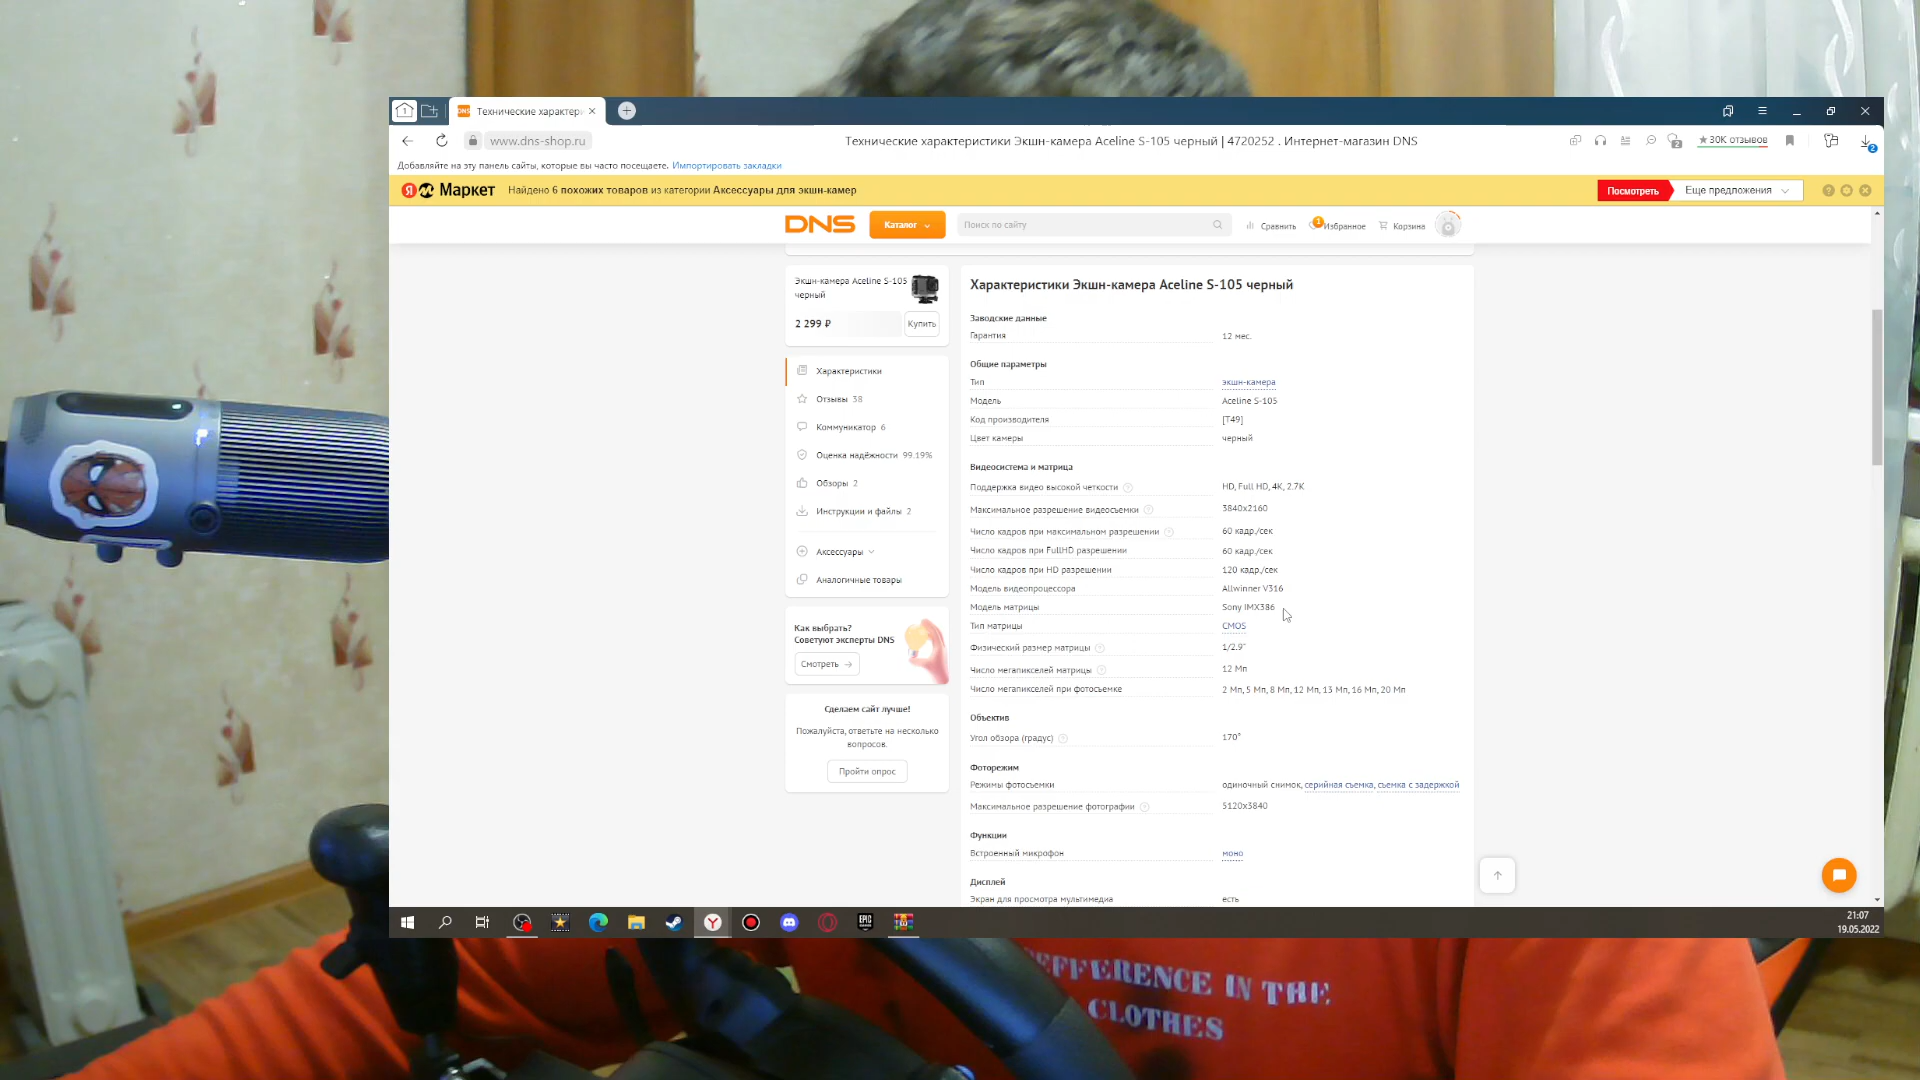 1
DNS
Технические характери
www.dns-shop.ru
Технические характеристики Экшн-камера Aceline S-105 черный | 4720252 . Интернет-магазин DNS
2
★ 30K отзывов
2
Добавляйте на эту панель сайты, которые вы часто посещаете. Импортировать закладки
Я М Маркет
Найдено 6 похожих товаров из категории Аксессуары для экшн-камер
Посмотреть
Еще предложения
DNS
Каталог
Поиск по сайту
Сравнить
1
Избранное
Корзина
Экшн-камера Aceline S-105
черный
2 299 ₽
Купить
Характеристики
Отзывы 38
Коммуникатор 6
Оценка надёжности 99.19%
Обзоры 2
Инструкции и файлы 2
Аксессуары
Аналогичные товары
Как выбрать?
Советуют эксперты DNS
Смотреть →
Сделаем сайт лучше!
Пожалуйста, ответьте на несколько
вопросов.
Пройти опрос
Характеристики Экшн-камера Aceline S-105 черный
Заводские данные
Гарантия 12 мес.
Общие параметры
Тип экшн-камера
Модель Aceline S-105
Код производителя [T49]
Цвет камеры черный
Видеосистема и матрица
Поддержка видео высокой четкости ? HD, Full HD, 4K, 2.7K
Максимальное разрешение видеосъемки ? 3840x2160
Число кадров при максимальном разрешении ? 60 кадр./сек
Число кадров при FullHD разрешении 60 кадр./сек
Число кадров при HD разрешении 120 кадр./сек
Модель видеопроцессора Allwinner V316
Модель матрицы Sony IMX386
Тип матрицы CMOS
Физический размер матрицы ? 1/2.9"
Число мегапикселей матрицы ? 12 Мп
Число мегапикселей при фотосъемке 2 Мп, 5 Мп, 8 Мп, 12 Мп, 13 Мп, 16 Мп, 20 Мп
Объектив
Угол обзора (градус) ? 170°
Фоторежим
Режимы фотосъемки одиночный снимок, серийная съемка, съемка с задержкой
Максимальное разрешение фотографии ? 5120x3840
Функции
Встроенный микрофон моно
Дисплей
Экран для просмотра мультимедиа есть
EPIC
21:07
19.05.2022
EFFERENCE IN THE
CLOTHES